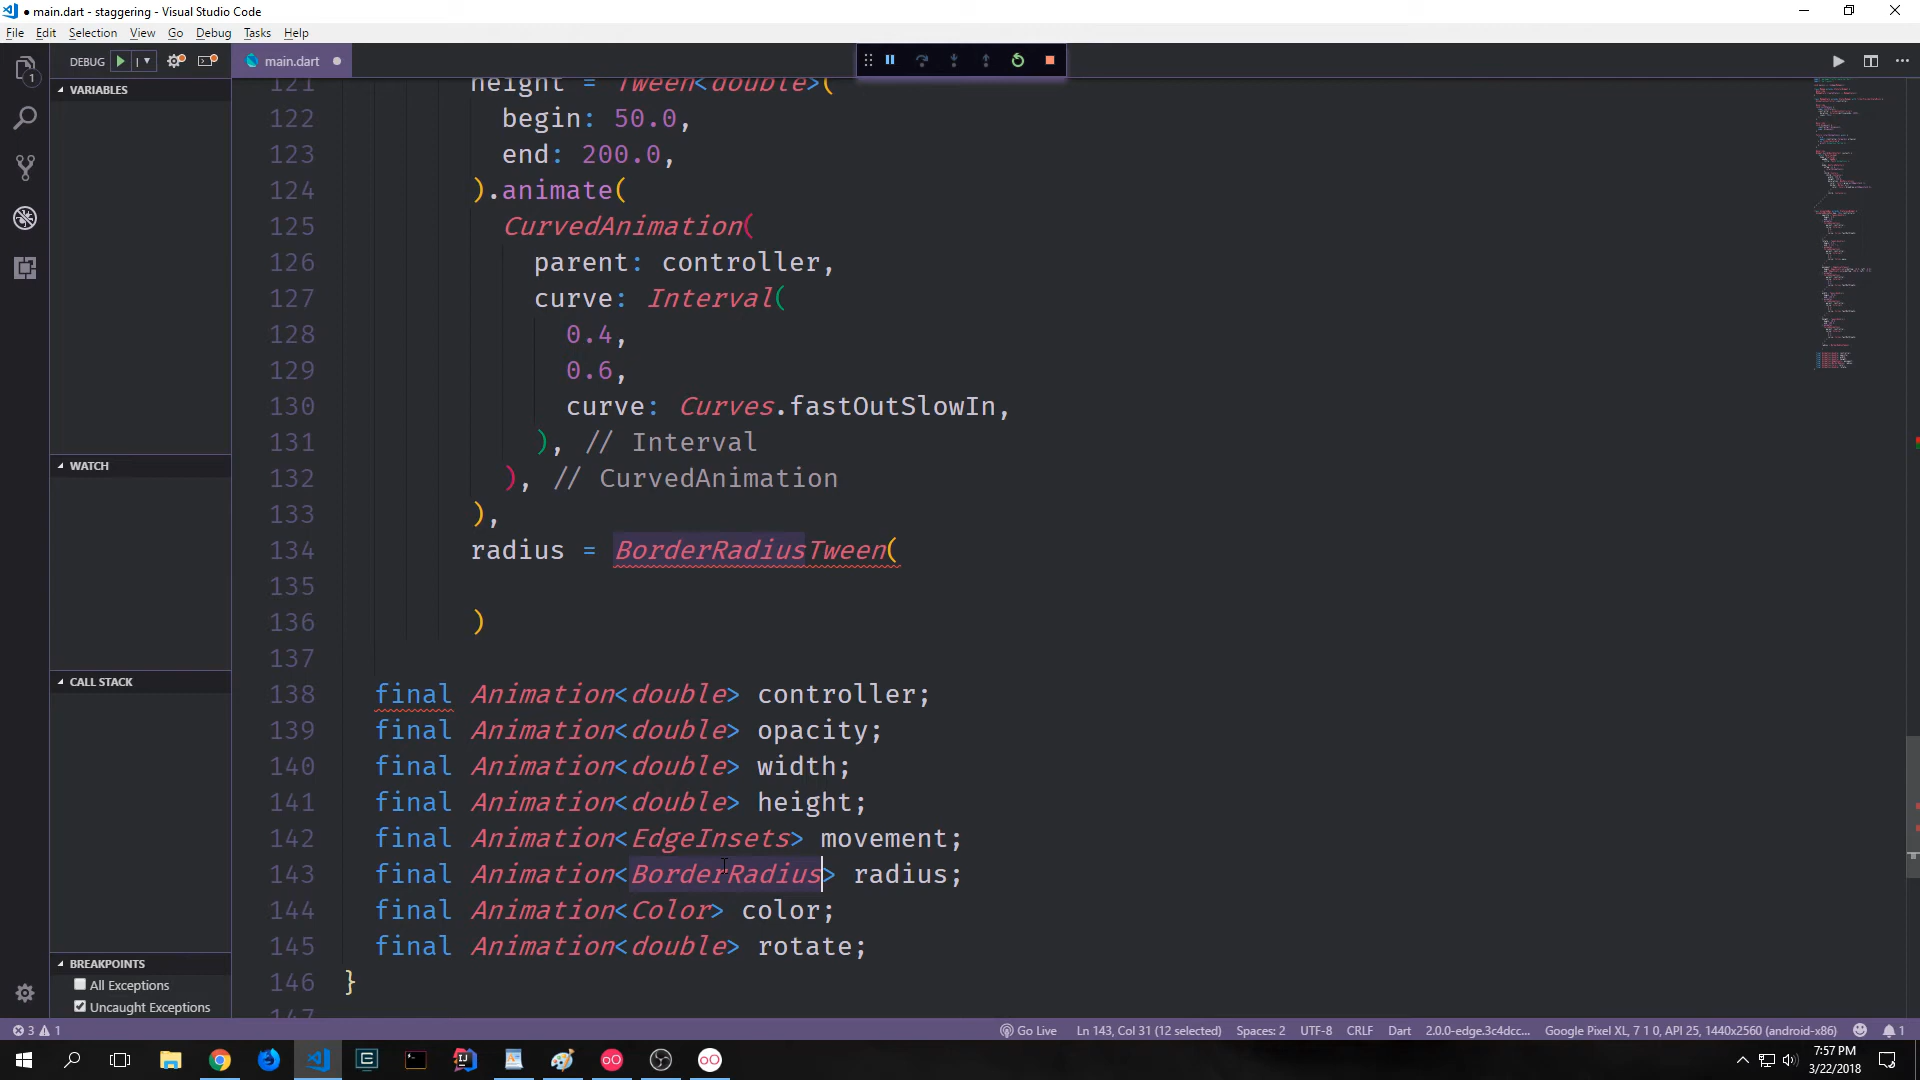 main.dart - staggering - Visual Studio Code
File Edit Selection View Go Debug Tasks Help
DEBUG
main.dart
VARIABLES
WATCH
CALL STACK
BREAKPOINTS
All Exceptions
Uncaught Exceptions
1
121 height = Tween<double>(
122 begin: 50.0,
123 end: 200.0,
124 ).animate(
125 CurvedAnimation(
126 parent: controller,
127 curve: Interval(
128 0.4,
129 0.6,
130 curve: Curves.fastOutSlowIn,
131 ), // Interval
132 ), // CurvedAnimation
133 ),
134 radius = BorderRadiusTween(
135
136 )
137
138 final Animation<double> controller;
139 final Animation<double> opacity;
140 final Animation<double> width;
141 final Animation<double> height;
142 final Animation<EdgeInsets> movement;
143 final Animation<BorderRadius> radius;
144 final Animation<Color> color;
145 final Animation<double> rotate;
146 }
147
3 1 Go Live Ln 143, Col 31 (12 selected) Spaces: 2 UTF-8 CRLF Dart 2.0.0-edge.3c4dcc... Google Pixel XL, 7 1 0, API 25, 1440x2560 (android-x86) 1
7:57 PM
3/22/2018